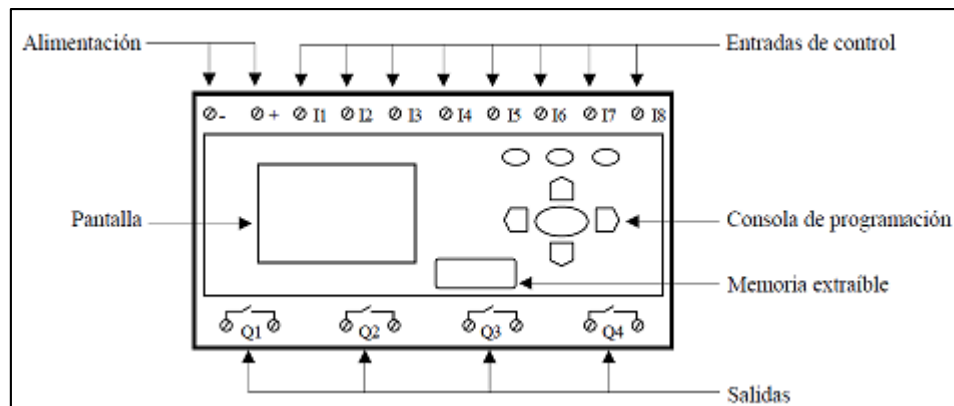 Alimentación
Entradas de control
- + I1 I2 I3 I4 I5 I6 I7 I8
Pantalla
Consola de programación
Memoria extraíble
Q1 Q2 Q3 Q4
Salidas